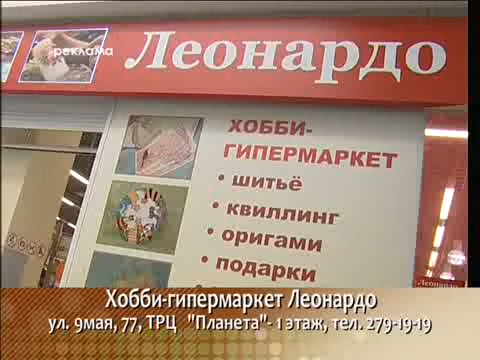 реклама
Леонардо
ХОББИ-
ГИПЕРМАРКЕТ
• шитьё
• квиллинг
• оригами
• подарки
Леонардо
Хобби-гипермаркет Леонардо
ул. 9мая, 77, ТРЦ "Планета"- 1 этаж, тел. 279-19-19